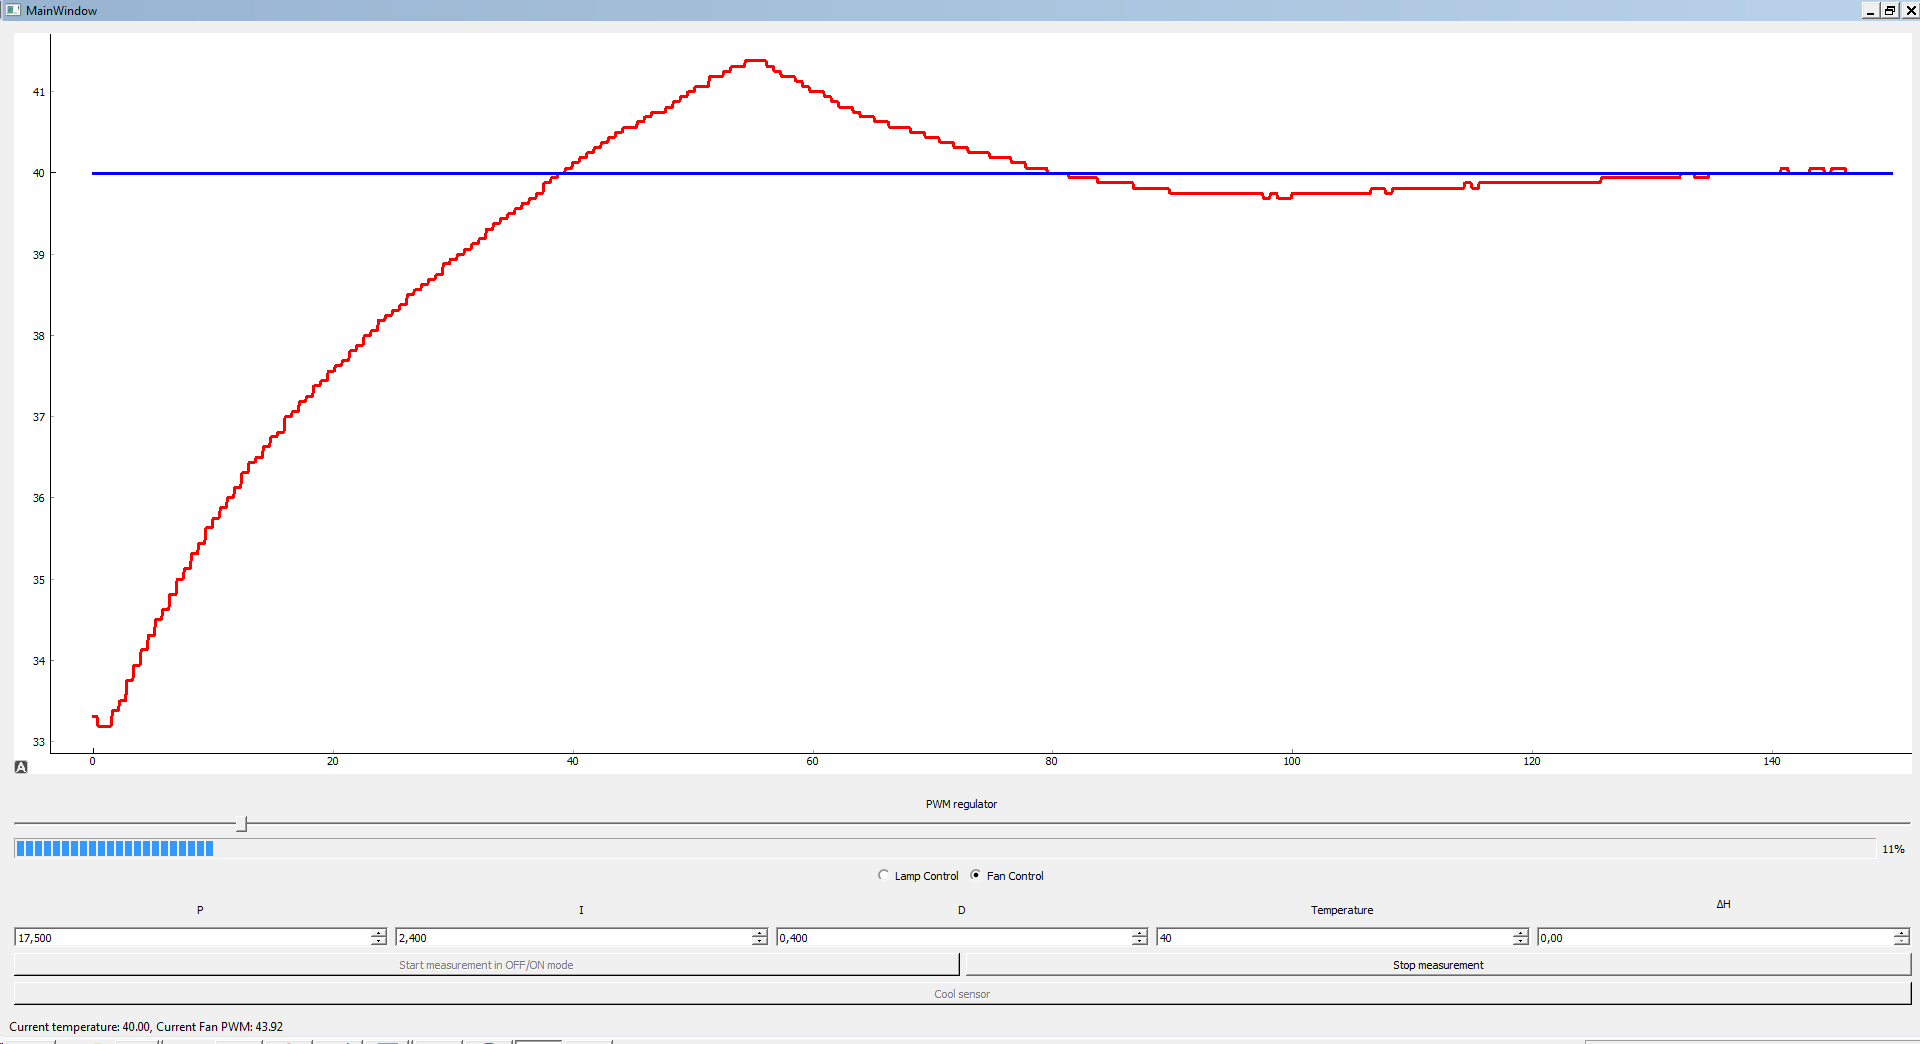 MainWindow
41
40
39
38
37
36
35
34
33
A
0 20 40 60 80 100 120 140
PWM regulator
11%
Lamp Control Fan Control
P I D Temperature ΔH
17,500 2,400 0,400 40 0,00
Start measurement in OFF/ON mode Stop measurement
Cool sensor
Current temperature: 40.00, Current Fan PWM: 43.92